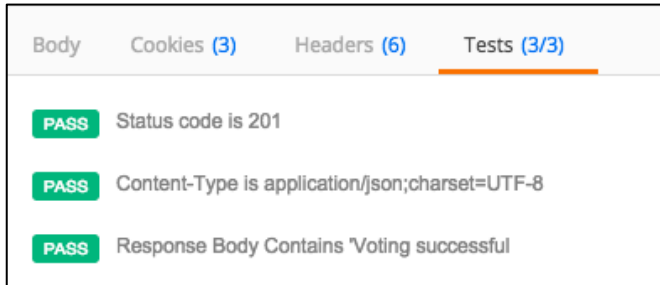 Body Cookies (3) Headers (6) Tests (3/3)
PASS Status code is 201
PASS Content-Type is application/json;charset=UTF-8
PASS Response Body Contains 'Voting successful